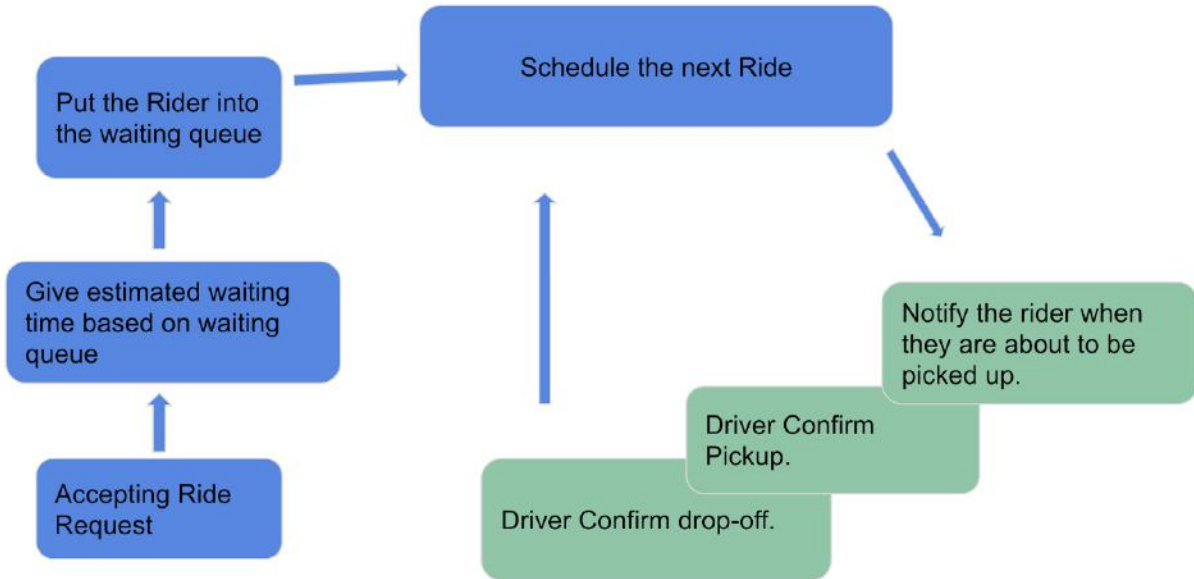 Schedule the next Ride
Put the Rider into
the waiting queue
Give estimated waiting
time based on waiting
queue
Notify the rider when
they are about to be
picked up.
Driver Confirm
Pickup.
Accepting Ride
Request
Driver Confirm drop-off.